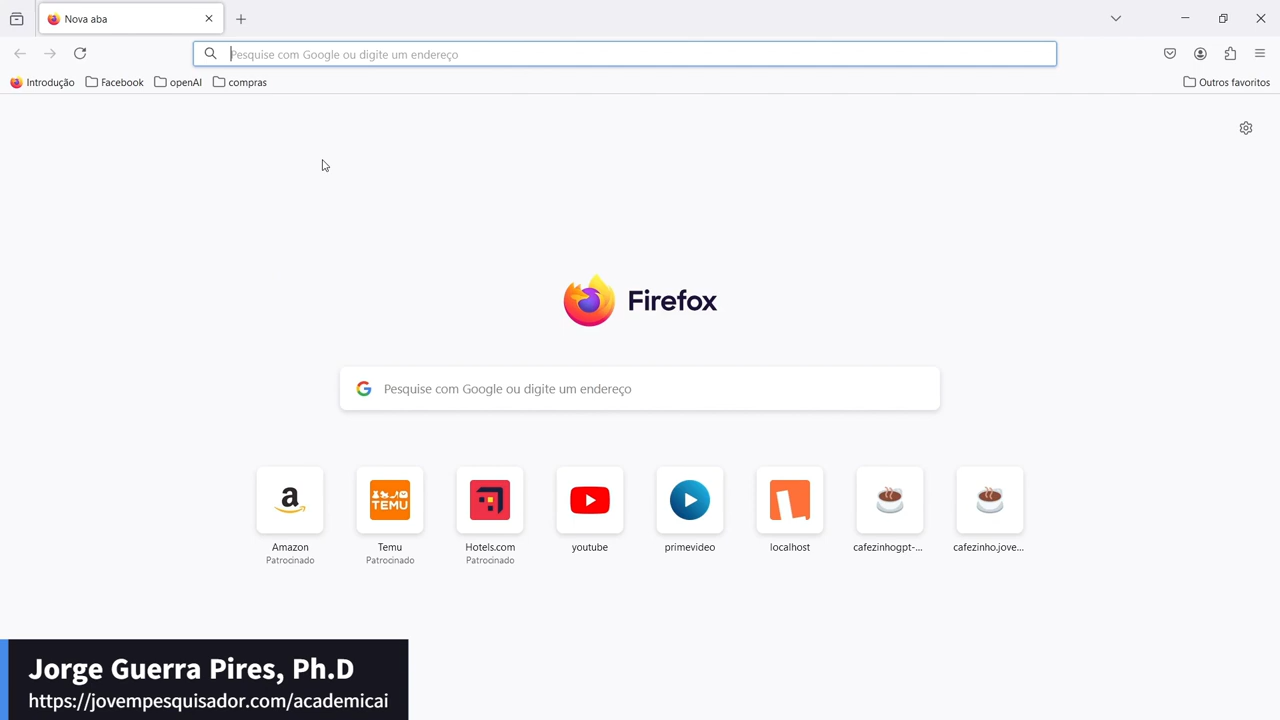 Nova aba
Pesquise com Google ou digite um endereço
Introdução
Facebook
openAI
compras
Outros favoritos
Firefox
Pesquise com Google ou digite um endereço
a
TEMU
Amazon
Patrocinado
Temu
Patrocinado
Hotels.com
Patrocinado
youtube
primevideo
localhost
cafezinhogpt-...
cafezinho.jove...
Jorge Guerra Pires, Ph.D
https://jovempesquisador.com/academicai